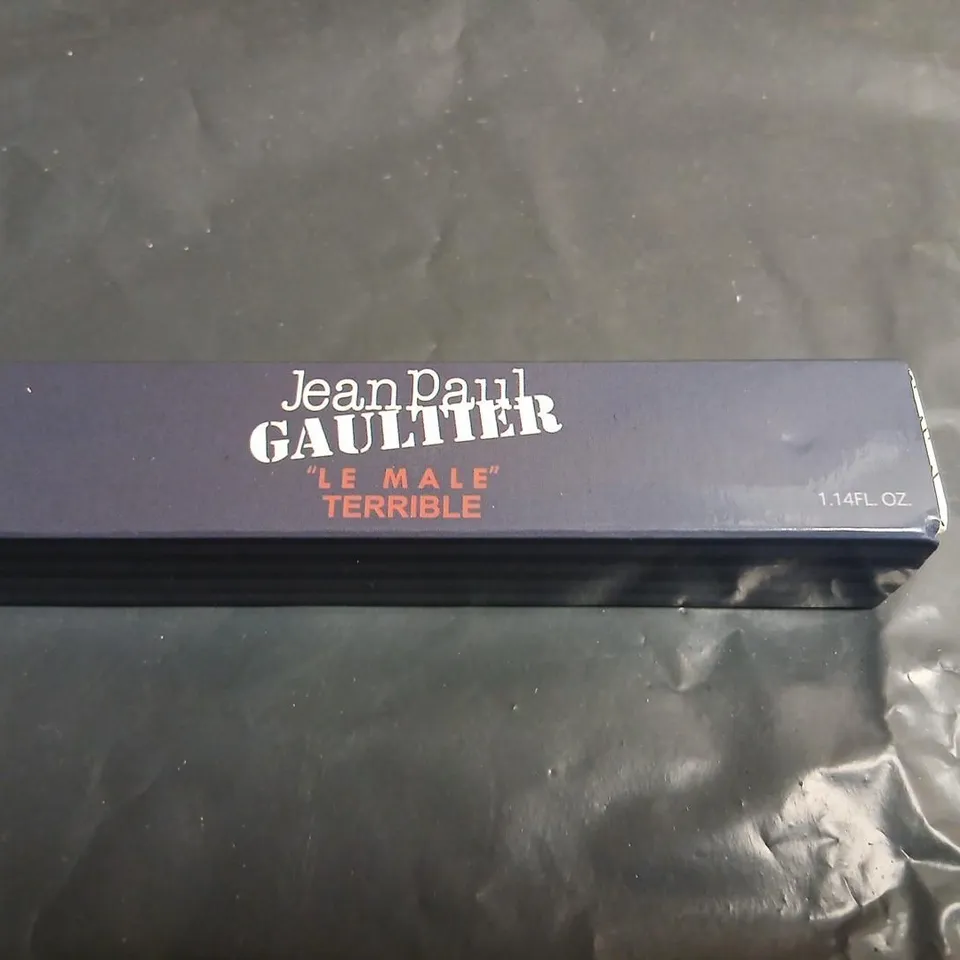 Jean Paul
GAULTIER
"LE MALE"
TERRIBLE
1.14FL. OZ.